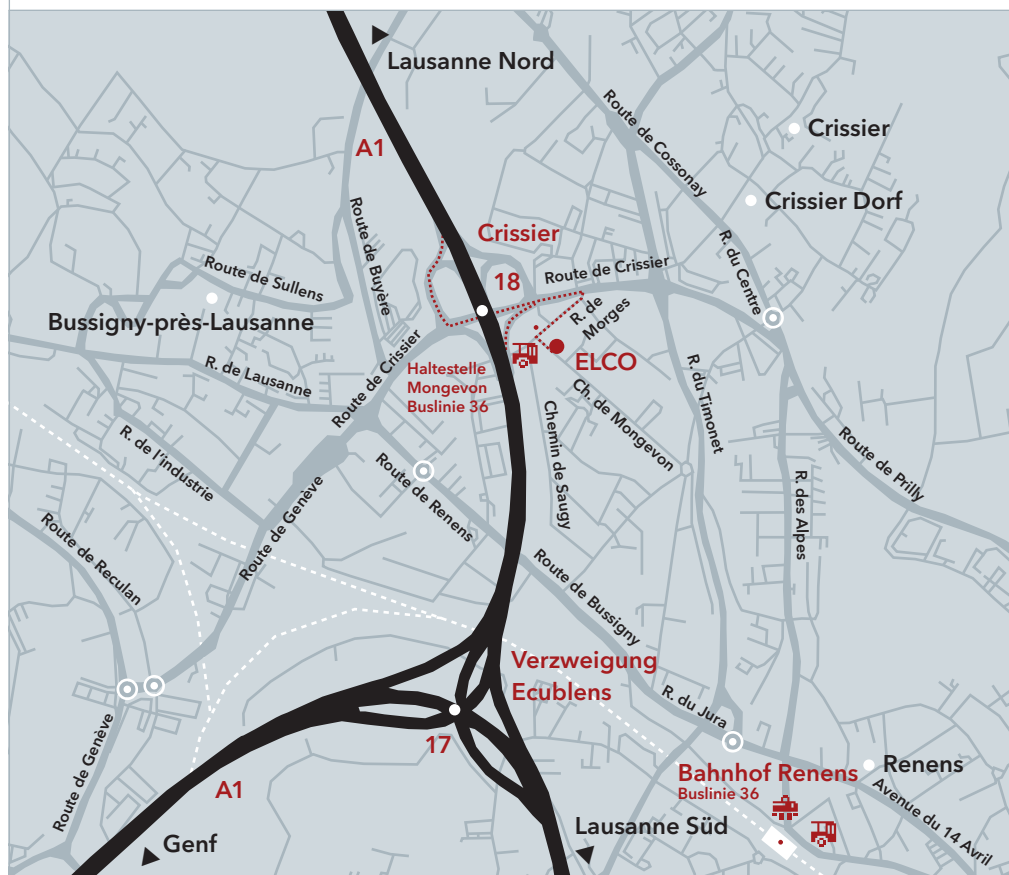 Lausanne Nord
A1
Route de Cossonay
Crissier
Crissier Dorf
Route de Buyère
Crissier
R. du Centre
Route de Sullens
18
Route de Crissier
Bussigny-près-Lausanne
R. de
Morges
ELCO
Route de Crissier
Haltestelle
Mongevon
Buslinie 36
R. de Lausanne
R. du Timonet
Ch. de Mongevon
Chemin de Saugy
R. de l'industrie
Route de Renens
Route de Prilly
R. des Alpes
Route de Genève
Route de Reculan
Route de Bussigny
Verzweigung
Ecublens
R. du Jura
17
Route de Genève
A1
Bahnhof Renens
Buslinie 36
Renens
Avenue du 14 Avril
Genf
Lausanne Süd